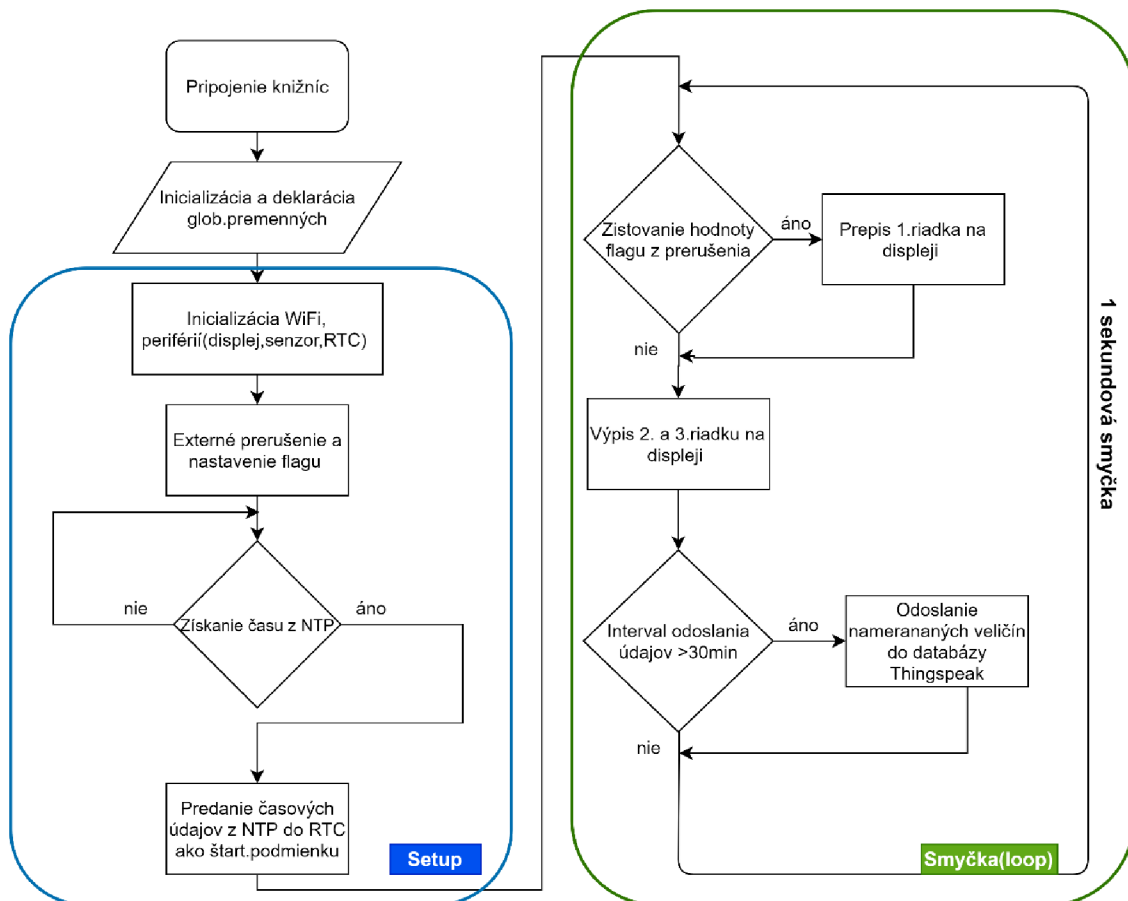 Pripojenie knižníc
Inicializácia a deklarácia
glob.premenných
Inicializácia WiFi,
periférií(displej,senzor,RTC)
Externé prerušenie a
nastavenie flagu
nie
Získanie času z NTP
áno
Predanie časových
údajov z NTP do RTC
ako štart.podmienku
Setup
Zistovanie hodnoty
flagu z prerušenia
áno
Prepis 1.riadka na
displeji
nie
Výpis 2. a 3.riadku na
displeji
Interval odoslania
údajov >30min
áno
Odoslanie
namerananých veličín
do databázy
Thingspeak
nie
Smyčka(loop)
1 sekundová smyčka